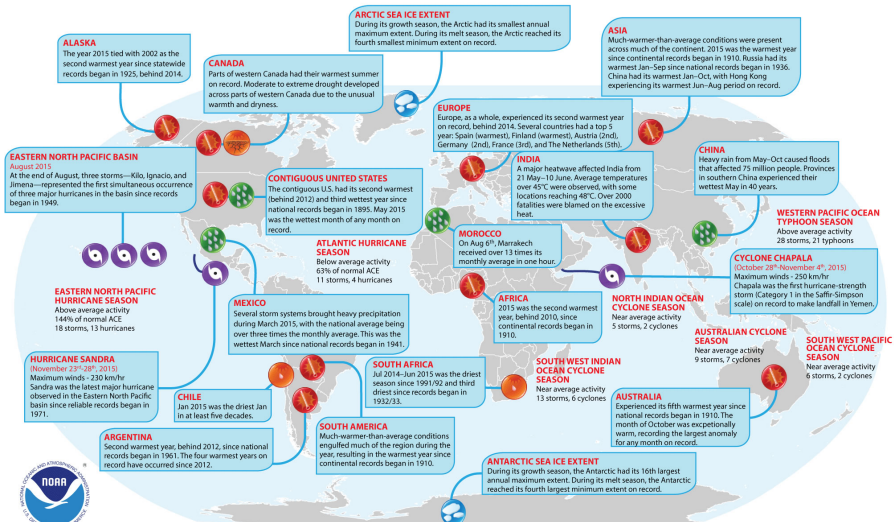 ARCTIC SEA ICE EXTENT
During its growth season, the Arctic had its smallest annual
maximum extent. During its melt season, the Arctic reached its
fourth smallest minimum extent on record.
ALASKA
The year 2015 tied with 2002 as the
second warmest year since statewide
records began in 1925, behind 2014.
CANADA
Parts of western Canada had their warmest summer
on record. Moderate to extreme drought developed
across parts of western Canada due to the unusual
warmth and dryness.
ASIA
Much-warmer-than-average conditions were present
across much of the continent. 2015 was the warmest year
since continental records began in 1910. Russia had its
warmest Jan–Sep since national records began in 1936.
China had its warmest Jan–Oct, with Hong Kong
experiencing its warmest Jun–Aug period on record.
EUROPE
Europe, as a whole, experienced its second warmest year
on record, behind 2014. Several countries had a top 5
year: Spain (warmest), Finland (warmest), Austria (2nd),
Germany (2nd), France (3rd), and The Netherlands (5th).
EASTERN NORTH PACIFIC BASIN
August 2015
At the end of August, three storms—Kilo, Ignacio, and
Jimena—represented the first simultaneous occurrence
of three major hurricanes in the basin since records
began in 1949.
CONTIGUOUS UNITED STATES
The contiguous U.S. had its second warmest
(behind 2012) and third wettest year since
national records began in 1895. May 2015
was the wettest month of any month on
record.
INDIA
A major heatwave affected India from
21 May–10 June. Average temperatures
over 45°C were observed, with some
locations reaching 48°C. Over 2000
fatalities were blamed on the excessive
heat.
CHINA
Heavy rain from May–Oct caused floods
that affected 75 million people. Provinces
in southern China experienced their
wettest May in 40 years.
WESTERN PACIFIC OCEAN
TYPHOON SEASON
Above average activity
28 storms, 21 typhoons
MOROCCO
On Aug 6th, Marrakech
received over 13 times its
monthly average in one hour.
ATLANTIC HURRICANE
SEASON
Below average activity
63% of normal ACE
11 storms, 4 hurricanes
CYCLONE CHAPALA
(October 28th-November 4th, 2015)
Maximum winds - 250 km/hr
Chapala was the first hurricane-strength
storm (Category 1 in the Saffir-Simpson
scale) on record to make landfall in Yemen.
EASTERN NORTH PACIFIC
HURRICANE SEASON
Above average activity
144% of normal ACE
18 storms, 13 hurricanes
MEXICO
Several storm systems brought heavy precipitation
during March 2015, with the national average being
over three times the monthly average. This was the
wettest March since national records began in 1941.
AFRICA
2015 was the second warmest
year, behind 2010, since
continental records began in
1910.
NORTH INDIAN OCEAN
CYCLONE SEASON
Near average activity
5 storms, 2 cyclones
AUSTRALIAN CYCLONE
SEASON
Near average activity
9 storms, 7 cyclones
SOUTH WEST PACIFIC
OCEAN CYCLONE SEASON
Near average activity
6 storms, 2 cyclones
HURRICANE SANDRA
(November 23rd-28th, 2015)
Maximum winds - 230 km/hr
Sandra was the latest major hurricane
observed in the Eastern North Pacific
basin since reliable records began in
1971.
CHILE
Jan 2015 was the driest Jan
in at least five decades.
SOUTH AFRICA
Jul 2014–Jun 2015 was the driest
season since 1991/92 and third
driest since records began in
1932/33.
SOUTH WEST INDIAN
OCEAN CYCLONE
SEASON
Near average activity
13 storms, 6 cyclones
AUSTRALIA
Experienced its fifth warmest year since
national records began in 1910. The
month of October was excpetionally
warm, recording the largest anomaly
for any month on record.
ARGENTINA
Second warmest year, behind 2012, since national
records began in 1961. The four warmest years on
record have occurred since 2012.
SOUTH AMERICA
Much-warmer-than-average conditions
engulfed much of the region during the
year, resulting in the warmest year since
continental records began in 1910.
ANTARCTIC SEA ICE EXTENT
During its growth season, the Antarctic had its 16th largest
annual maximum extent. During its melt season, the Antarctic
reached its fourth largest minimum extent on record.
NOAA
NATIONAL OCEANIC AND ATMOSPHERIC ADMINISTRATION